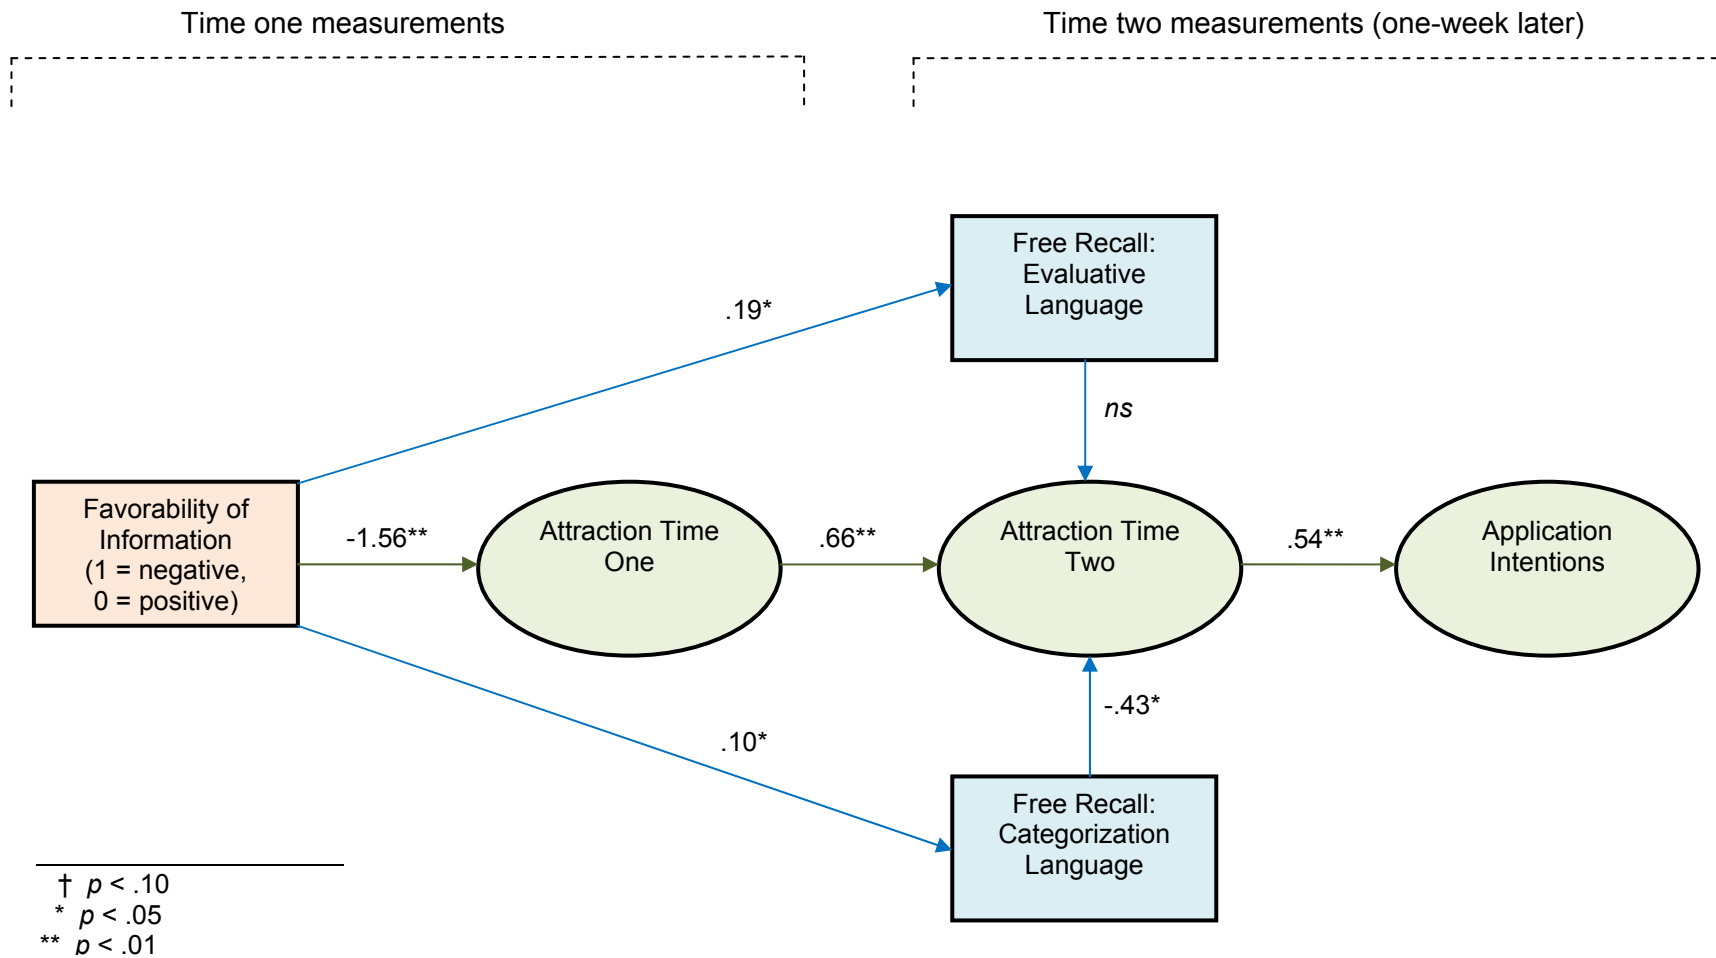 Time one measurements
Time two measurements (one-week later)
Free Recall:
Evaluative
Language
.19*
ns
Favorability of
Information
(1 = negative,
0 = positive)
-1.56**
Attraction Time
One
.66**
Attraction Time
Two
.54**
Application
Intentions
-.43*
.10*
Free Recall:
Categorization
Language
† p < .10
* p < .05
** p < .01